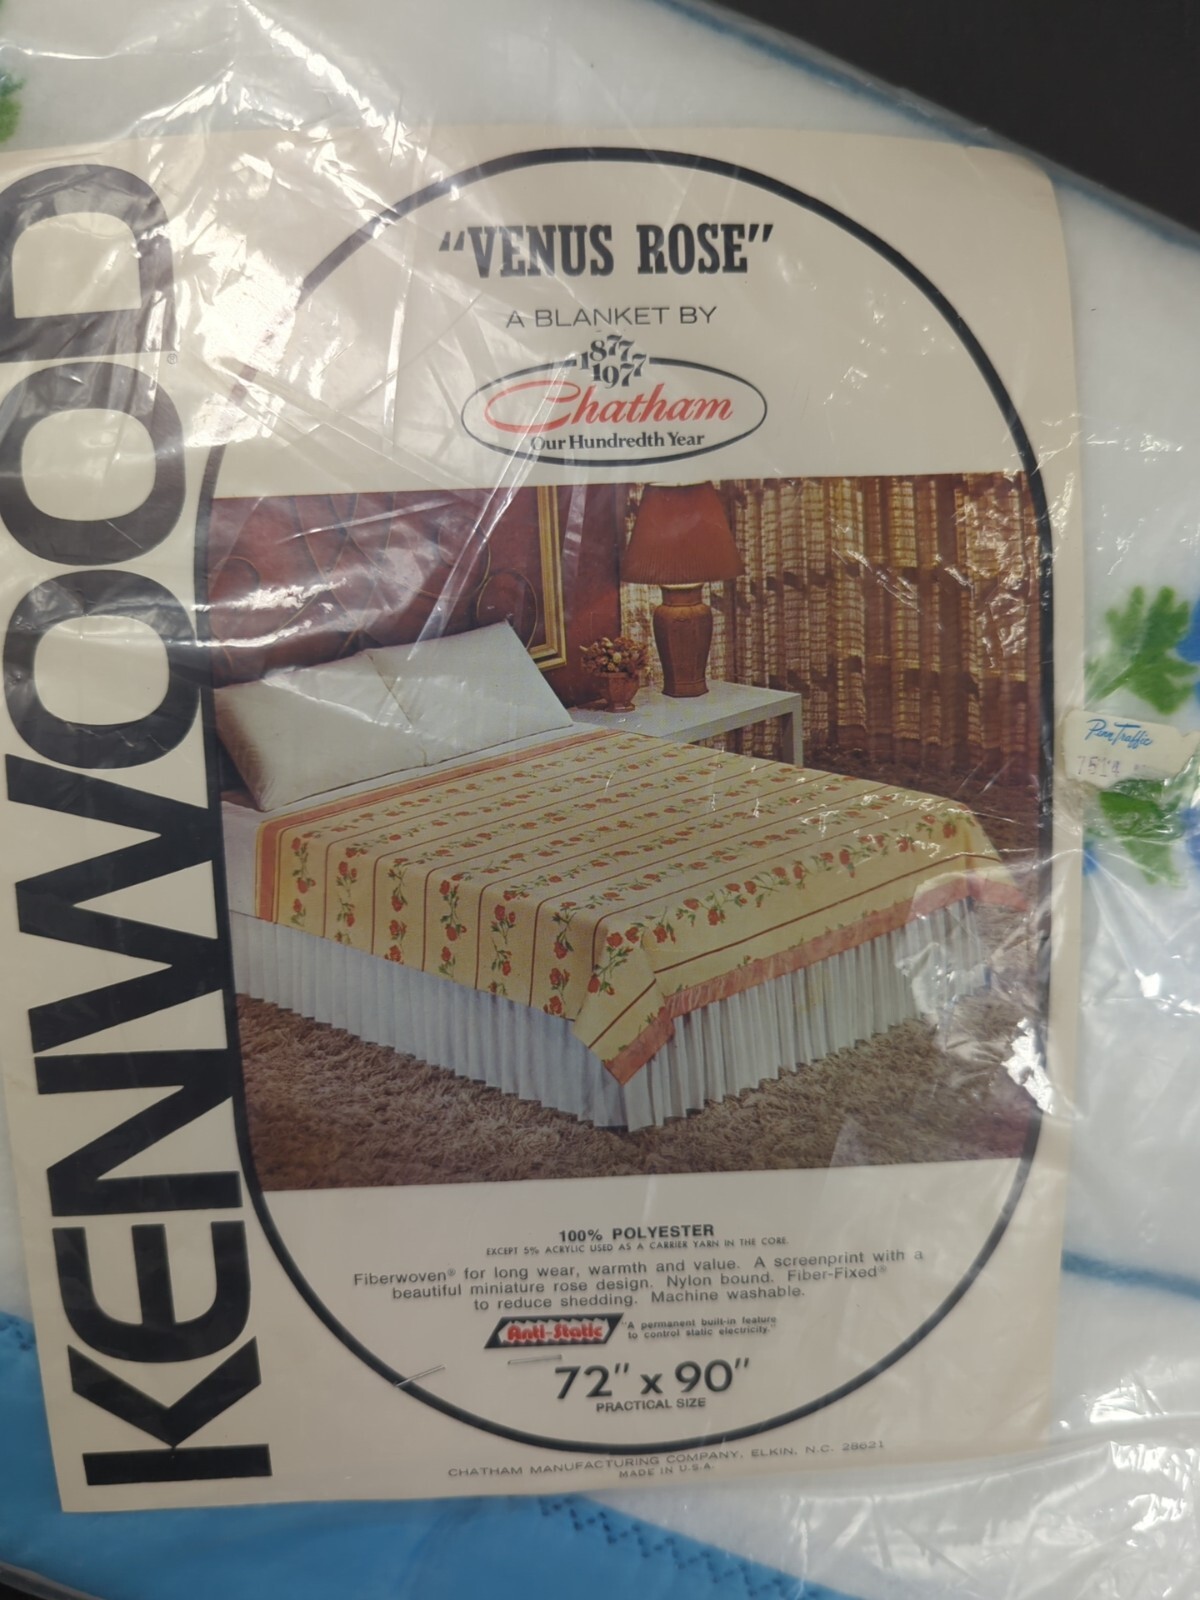 KENWOOD®
"VENUS ROSE"
A BLANKET BY
1877
1977
Chatham
Our Hundredth Year
Penn Traffic
100% POLYESTER
EXCEPT 5% ACRYLIC USED AS A CARRIER YARN IN THE CORE.
Fiberwoven® for long wear, warmth and value. A screenprint with a
beautiful miniature rose design. Nylon bound. Fiber-Fixed®
to reduce shedding. Machine washable.
Anti-Static
"A permanent built-in feature
to control static electricity."
72" x 90"
PRACTICAL SIZE
CHATHAM MANUFACTURING COMPANY, ELKIN, N.C. 28621
MADE IN U.S.A.